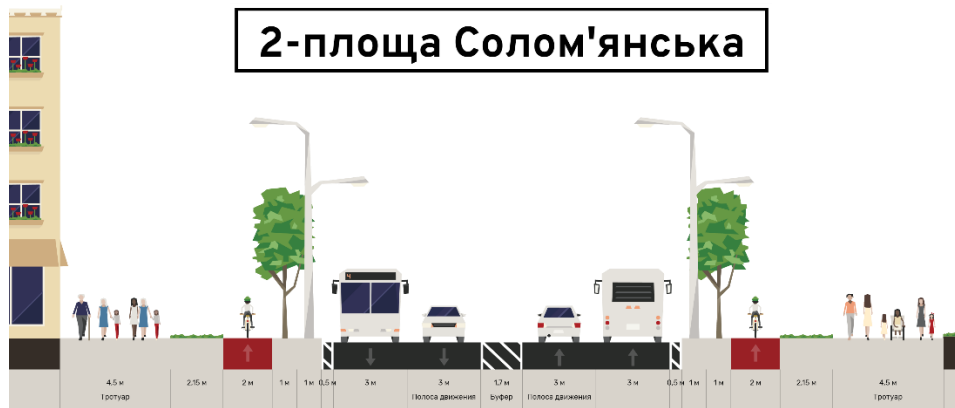 2-площа Солом'янська
4,5 м
2,15 м
2 м
1 м
1 м
0,5 м
3 м
3 м
1,7 м
3 м
3 м
0,5 м
1 м
1 м
2 м
2,15 м
4,5 м
Тротуар
Полоса движения
Буфер
Полоса движения
Тротуар